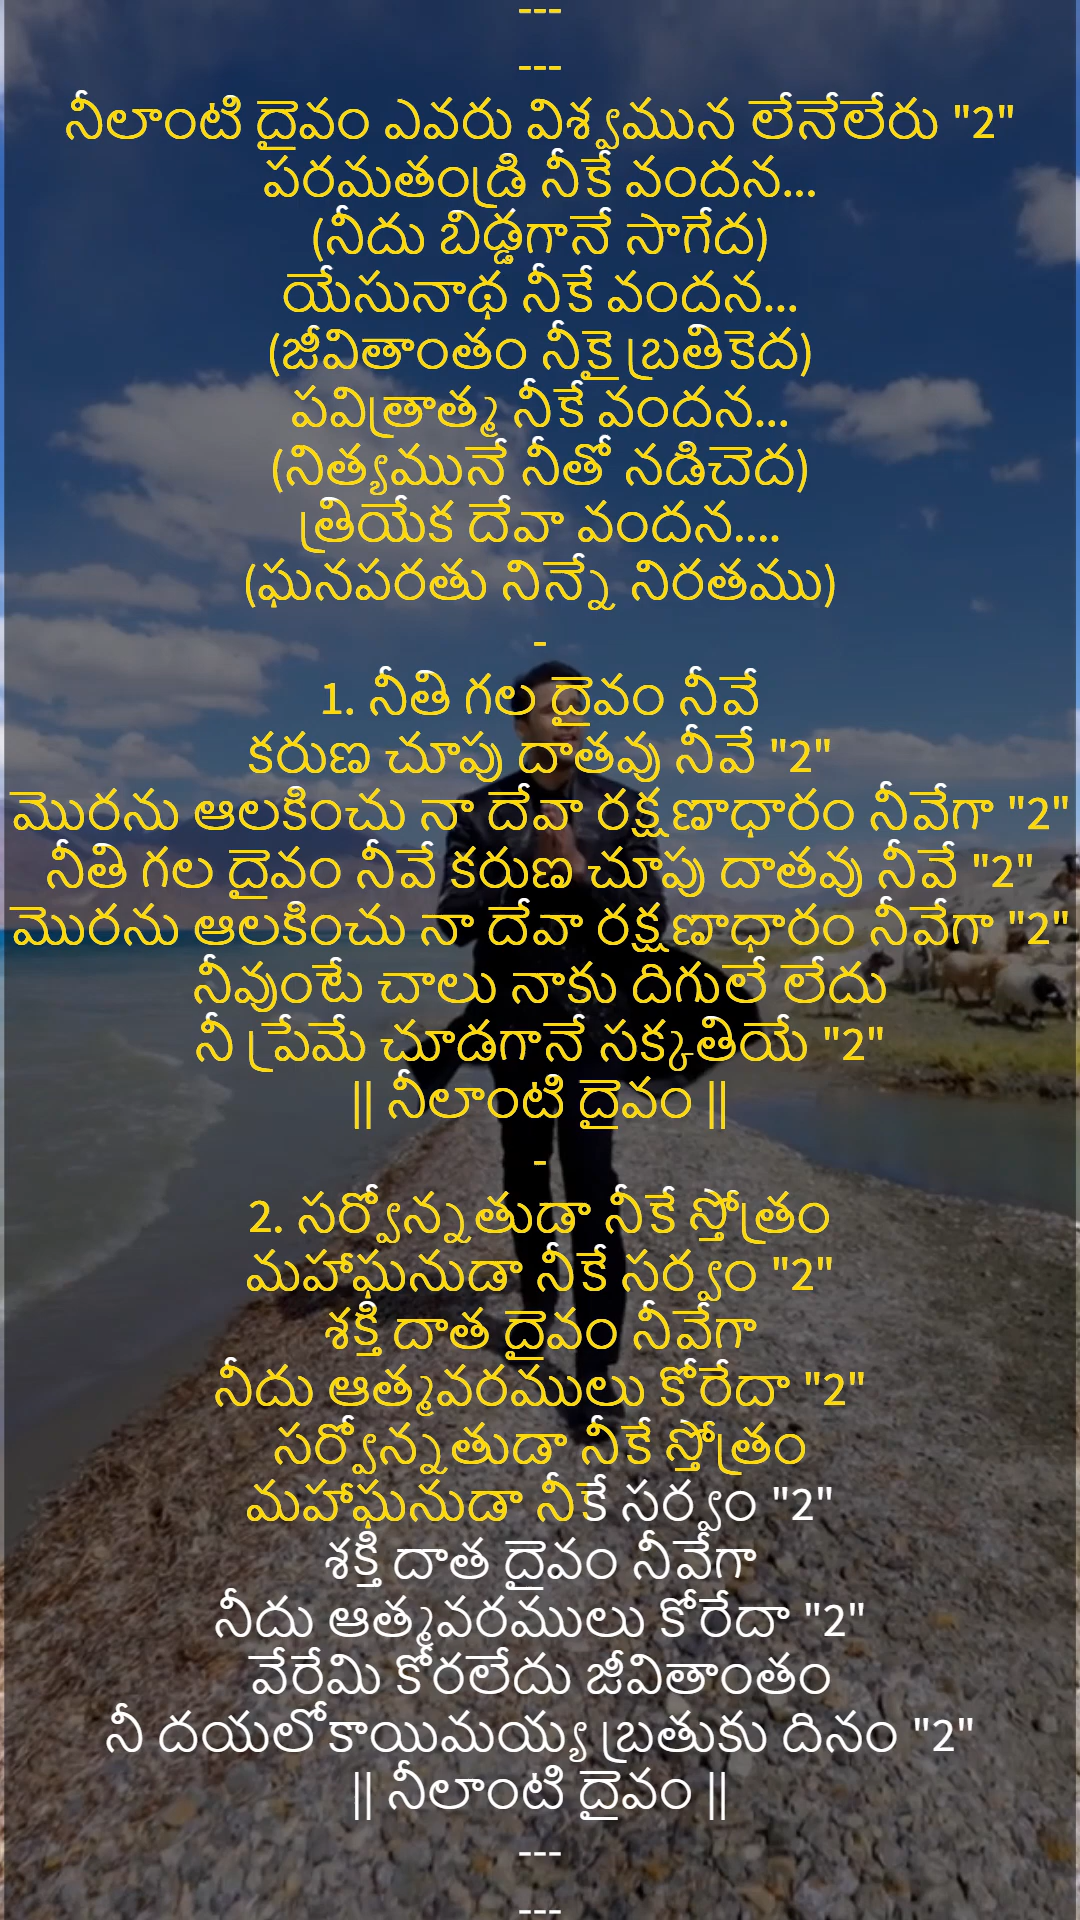 ---
---
నీలాంటి దైవం ఎవరు విశ్వమున లేనేలేరు "2"
పరమతండ్రి నీకే వందన...
(నీదు బిడ్డగానే సాగేద)
యేసునాథ నీకే వందన...
(జీవితాంతం నీకై బ్రతికెద)
పవిత్రాత్మ నీకే వందన...
(నిత్యమునే నీతో నడిచెద)
త్రియేక దేవా వందన....
(ఘనపరతు నిన్నే నిరతము)
-
1. నీతి గల దైవం నీవే
కరుణ చూపు దాతవు నీవే "2"
మొరను ఆలకించు నా దేవా రక్షణాధారం నీవేగా "2"
నీతి గల దైవం నీవే కరుణ చూపు దాతవు నీవే "2"
మొరను ఆలకించు నా దేవా రక్షణాధారం నీవేగా "2"
నీవుంటే చాలు నాకు దిగులే లేదు
నీ ప్రేమే చూడగానే సక్కతియే "2"
|| నీలాంటి దైవం ||
-
2. సర్వోన్నతుడా నీకే స్తోత్రం
మహాఘనుడా నీకే సర్వం "2"
శక్తి దాత దైవం నీవేగా
నీదు ఆత్మవరములు కోరేదా "2"
సర్వోన్నతుడా నీకే స్తోత్రం
మహాఘనుడా నీకే సర్వం "2"
శక్తి దాత దైవం నీవేగా
నీదు ఆత్మవరములు కోరేదా "2"
వేరేమి కోరలేదు జీవితాంతం
నీ దయలోకాయిమయ్య బ్రతుకు దినం "2"
|| నీలాంటి దైవం ||
---
---